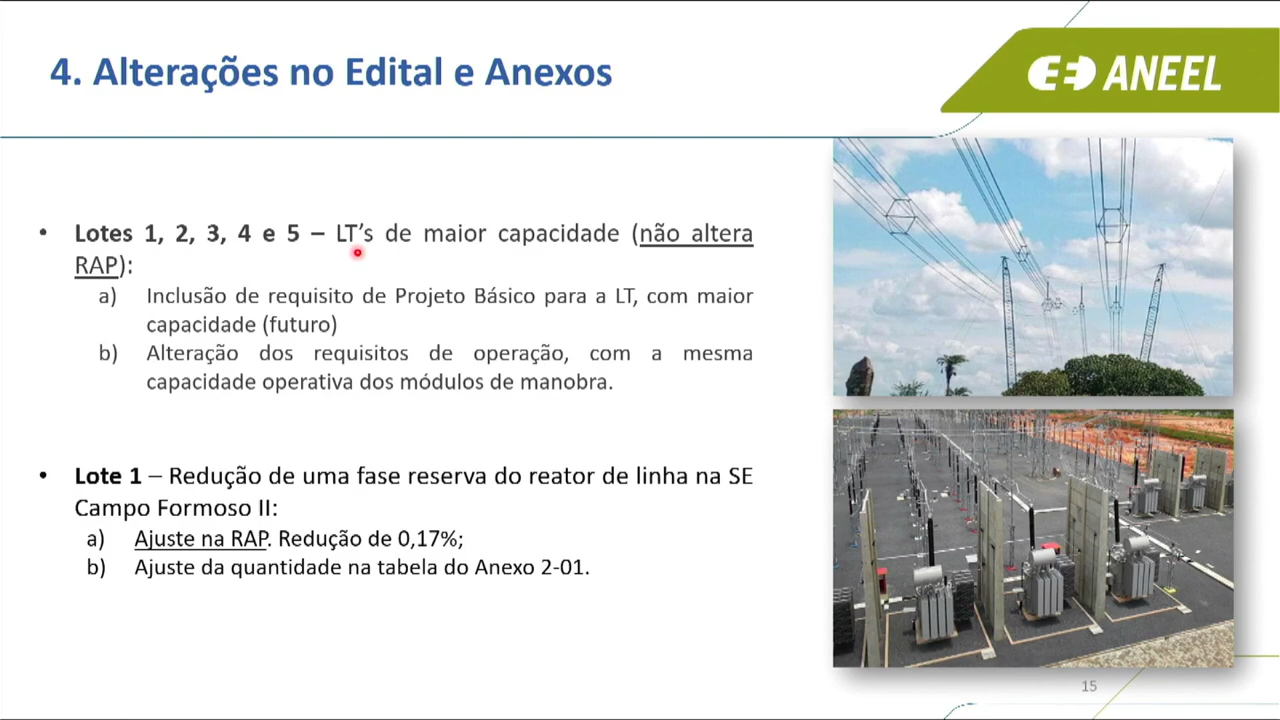 4. Alterações no Edital e Anexos
ANEEL
• Lotes 1, 2, 3, 4 e 5 – LT's de maior capacidade (não altera
RAP):
a) Inclusão de requisito de Projeto Básico para a LT, com maior
capacidade (futuro)
b) Alteração dos requisitos de operação, com a mesma
capacidade operativa dos módulos de manobra.
• Lote 1 – Redução de uma fase reserva do reator de linha na SE
Campo Formoso II:
a) Ajuste na RAP. Redução de 0,17%;
b) Ajuste da quantidade na tabela do Anexo 2-01.
15